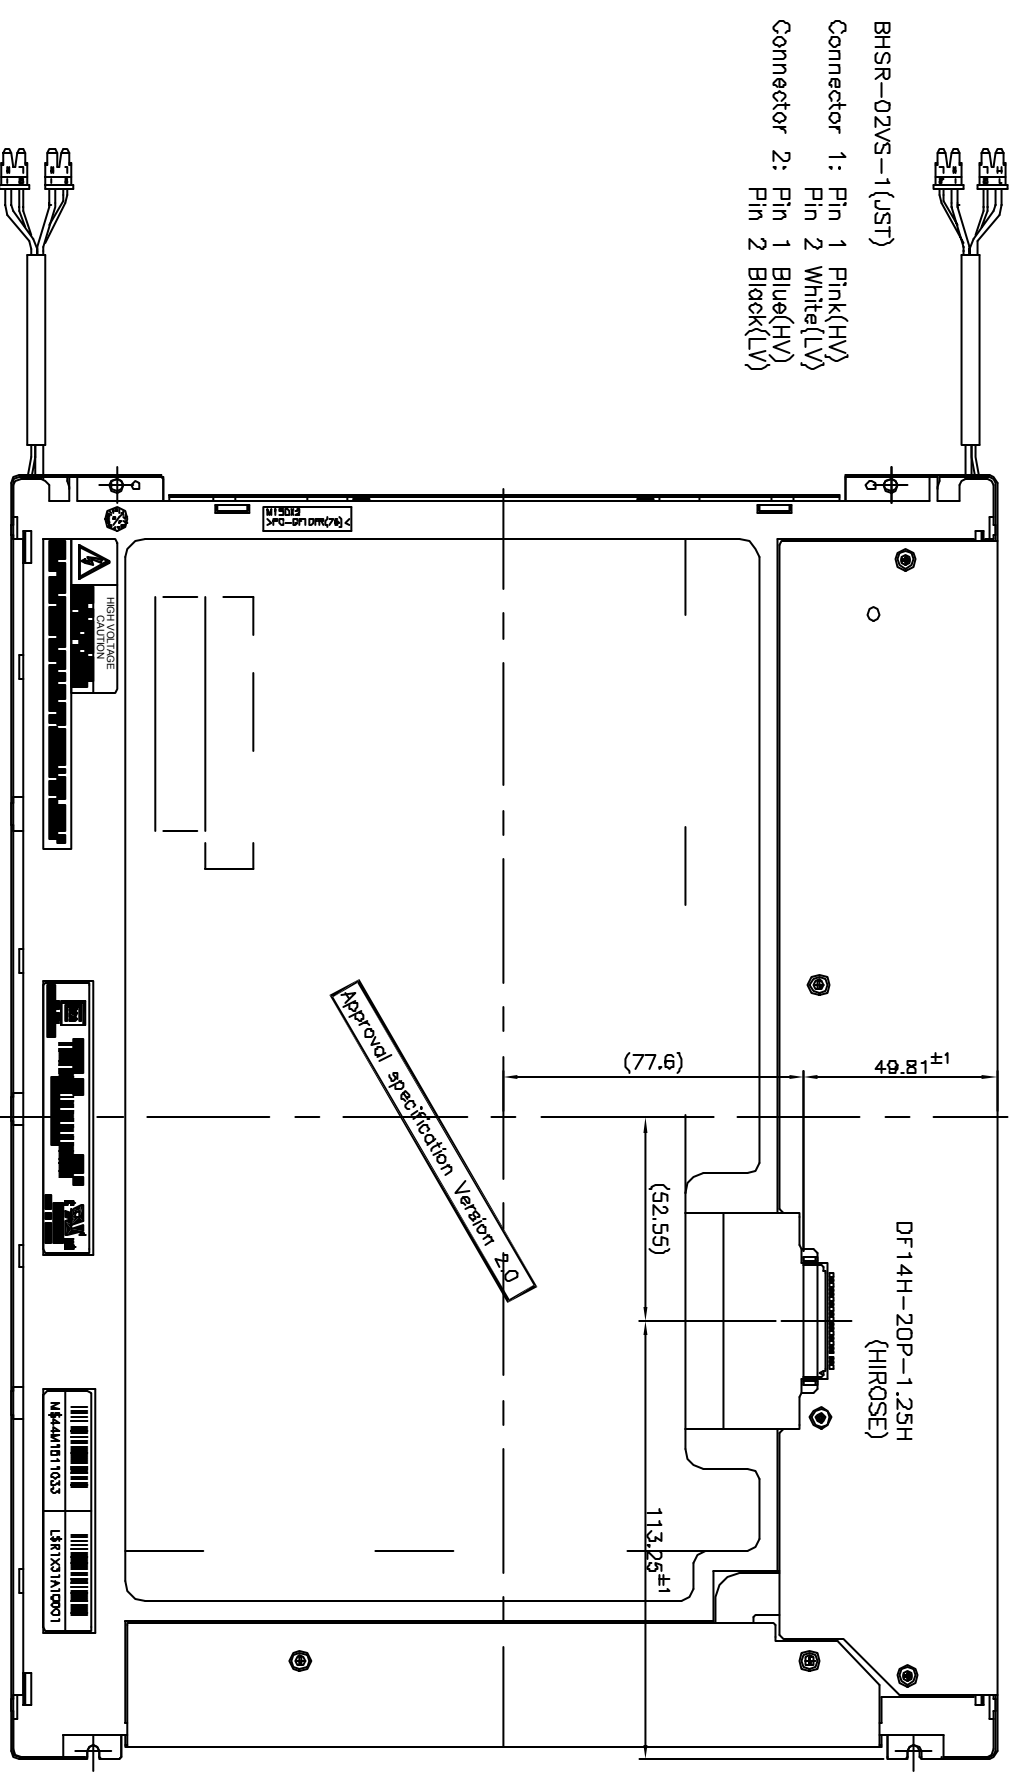 BHSR-02VS-1(JST)
Connector 1: Pin 1 Pink(HV)
Pin 2 White(LV)
Connector 2: Pin 1 Blue(HV)
Pin 2 Black(LV)
HIGH VOLTAGE
CAUTION
M150X3
(77.6)
49.81±1
(52.55)
113.25±1
DF14H-20P-1.25H
(HIROSE)
Approval specification Version 2.0